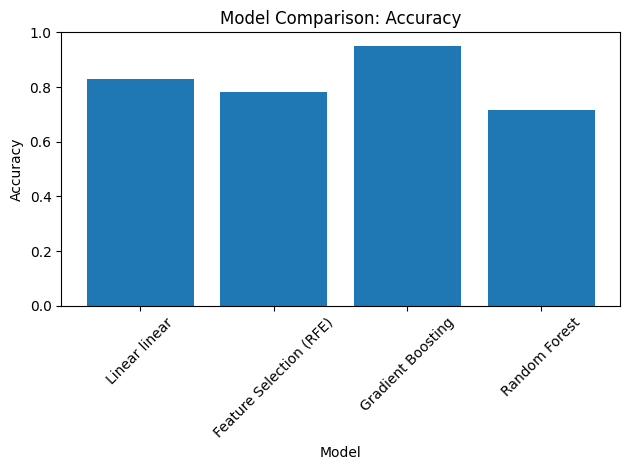 Model Comparison: Accuracy
1.0
0.8
0.6
0.4
0.2
0.0
Accuracy
Linear linear
Feature Selection (RFE)
Gradient Boosting
Random Forest
Model